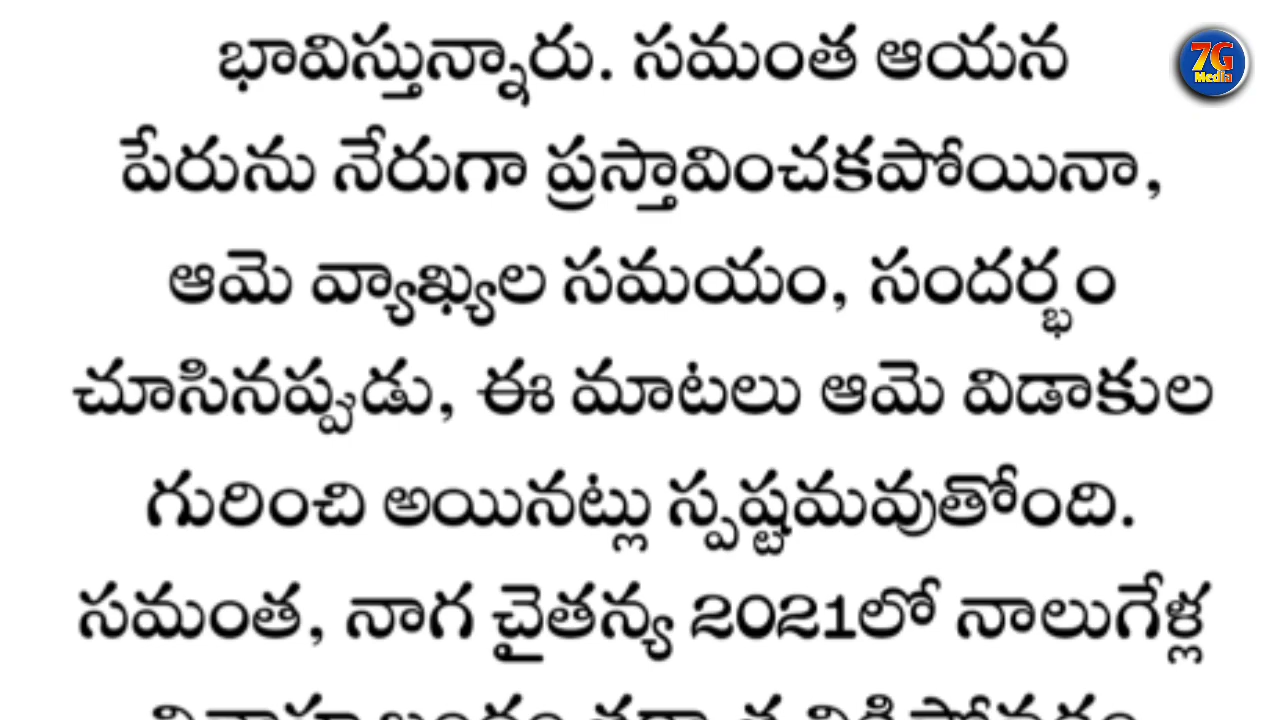 భావిస్తున్నారు. సమంత ఆయన
పేరును నేరుగా ప్రస్తావించకపోయినా,
ఆమె వ్యాఖ్యల సమయం, సందర్భం
చూసినప్పుడు, ఈ మాటలు ఆమె విడాకుల
గురించి అయినట్లు స్పష్టమవుతోంది.
సమంత, నాగ చైతన్య 2021లో నాలుగేళ్ల
7G
Media